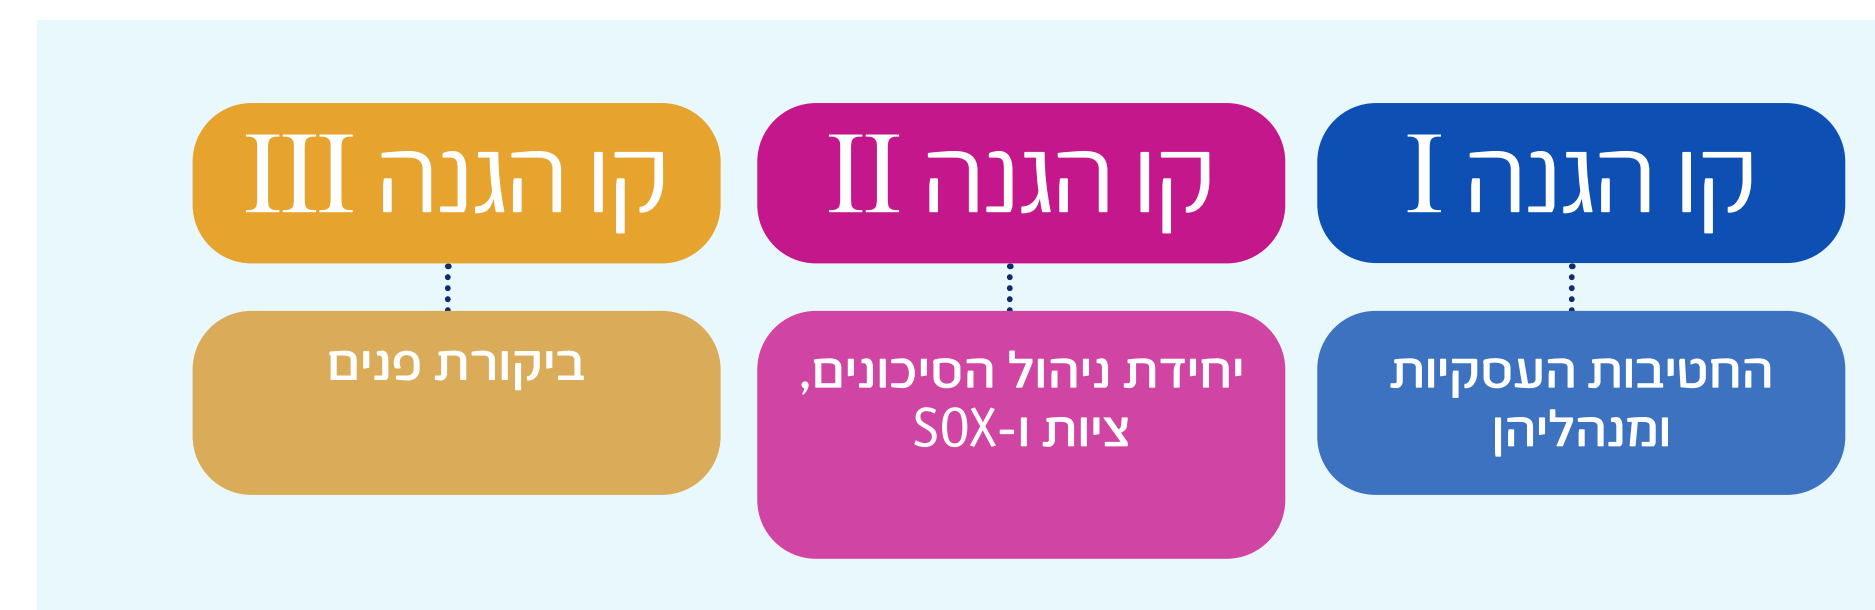 קו הגנה I
החטיבות העסקיות
ומנהליהן
קו הגנה II
יחידת ניהול הסיכונים,
ציות ו-SOX
קו הגנה III
ביקורת פנים